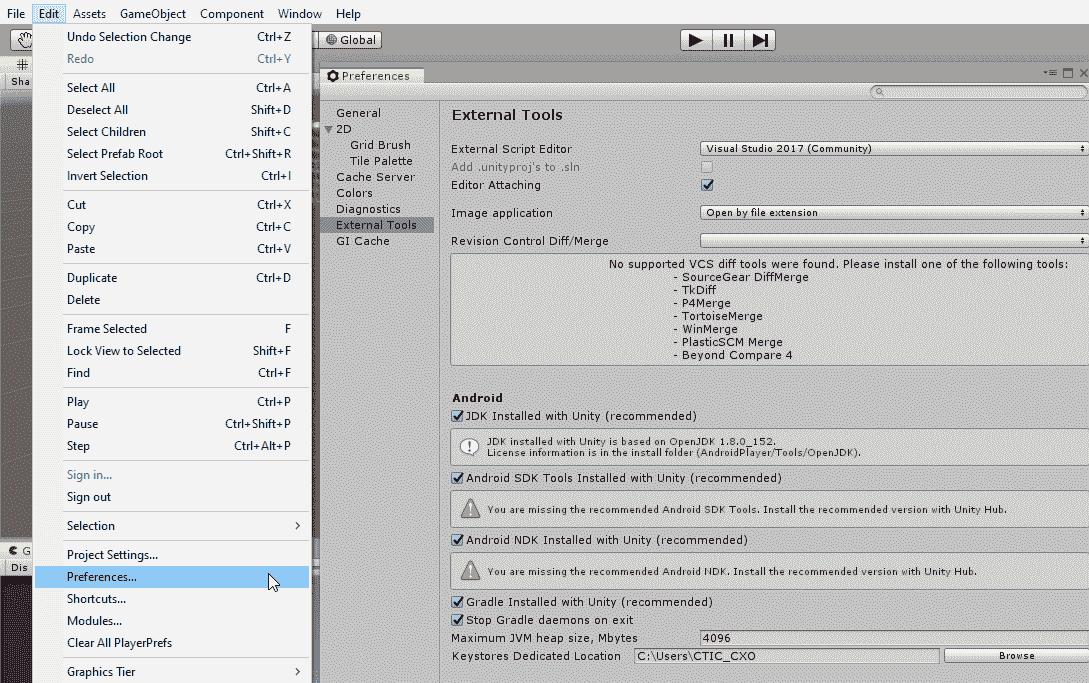 File Edit Assets GameObject Component Window Help
Undo Selection Change Ctrl+Z
Redo Ctrl+Y
Select All Ctrl+A
Deselect All Shift+D
Select Children Shift+C
Select Prefab Root Ctrl+Shift+R
Invert Selection Ctrl+I
Cut Ctrl+X
Copy Ctrl+C
Paste Ctrl+V
Duplicate Ctrl+D
Delete
Frame Selected F
Lock View to Selected Shift+F
Find Ctrl+F
Play Ctrl+P
Pause Ctrl+Shift+P
Step Ctrl+Alt+P
Sign in...
Sign out
Selection
Project Settings...
Preferences...
Shortcuts...
Modules...
Clear All PlayerPrefs
Graphics Tier
Sha
G
Dis
Global
Preferences
General
2D
Grid Brush
Tile Palette
Cache Server
Colors
Diagnostics
External Tools
GI Cache
External Tools
External Script Editor Visual Studio 2017 (Community)
Add .unityproj's to .sln
Editor Attaching
Image application Open by file extension
Revision Control Diff/Merge
No supported VCS diff tools were found. Please install one of the following tools:
- SourceGear DiffMerge
- TkDiff
- P4Merge
- TortoiseMerge
- WinMerge
- PlasticSCM Merge
- Beyond Compare 4
Android
JDK Installed with Unity (recommended)
JDK installed with Unity is based on OpenJDK 1.8.0_152.
License information is in the install folder (AndroidPlayer/Tools/OpenJDK).
Android SDK Tools Installed with Unity (recommended)
You are missing the recommended Android SDK Tools. Install the recommended version with Unity Hub.
Android NDK Installed with Unity (recommended)
You are missing the recommended Android NDK. Install the recommended version with Unity Hub.
Gradle Installed with Unity (recommended)
Stop Gradle daemons on exit
Maximum JVM heap size, Mbytes 4096
Keystores Dedicated Location C:\Users\CTIC_CXO Browse